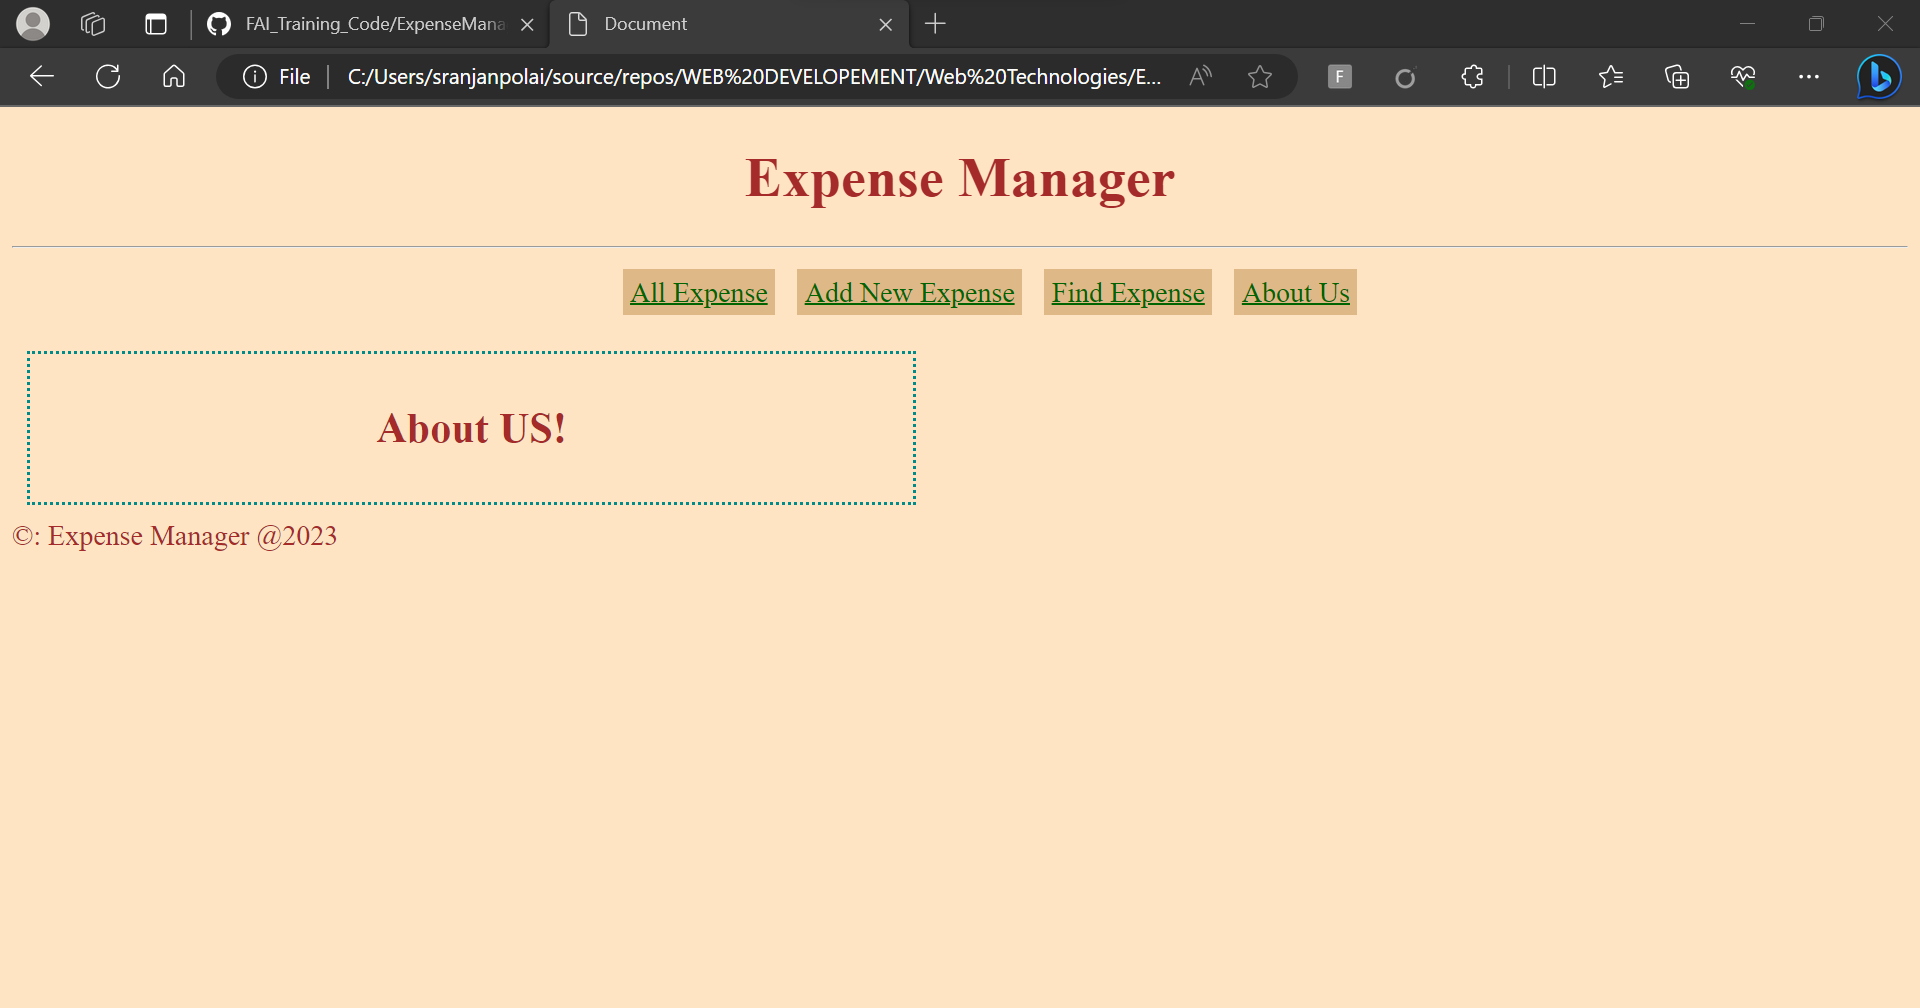 FAI_Training_Code/ExpenseMana
Document
File
C:/Users/sranjanpolai/source/repos/WEB%20DEVELOPEMENT/Web%20Technologies/E...
F
Expense Manager
All Expense Add New Expense Find Expense About Us
About US!
©: Expense Manager @2023